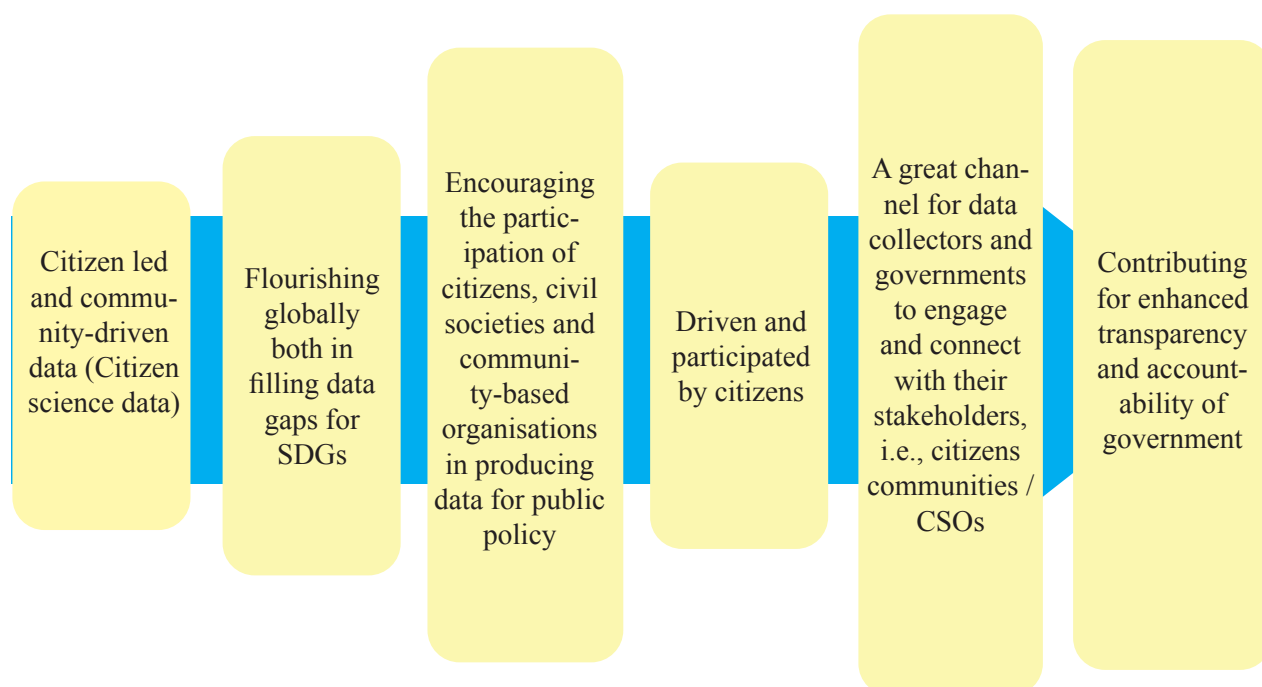 Citizen led
and commu-
nity-driven
data (Citizen
science data)
Flourishing
globally
both in
filling data
gaps for
SDGs
Encouraging
the partic-
ipation of
citizens, civil
societies and
communi-
ty-based
organisations
in producing
data for public
policy
Driven and
participated
by citizens
A great chan-
nel for data
collectors and
governments
to engage
and connect
with their
stakeholders,
i.e., citizens
communities /
CSOs
Contributing
for enhanced
transparency
and account-
ability of
government